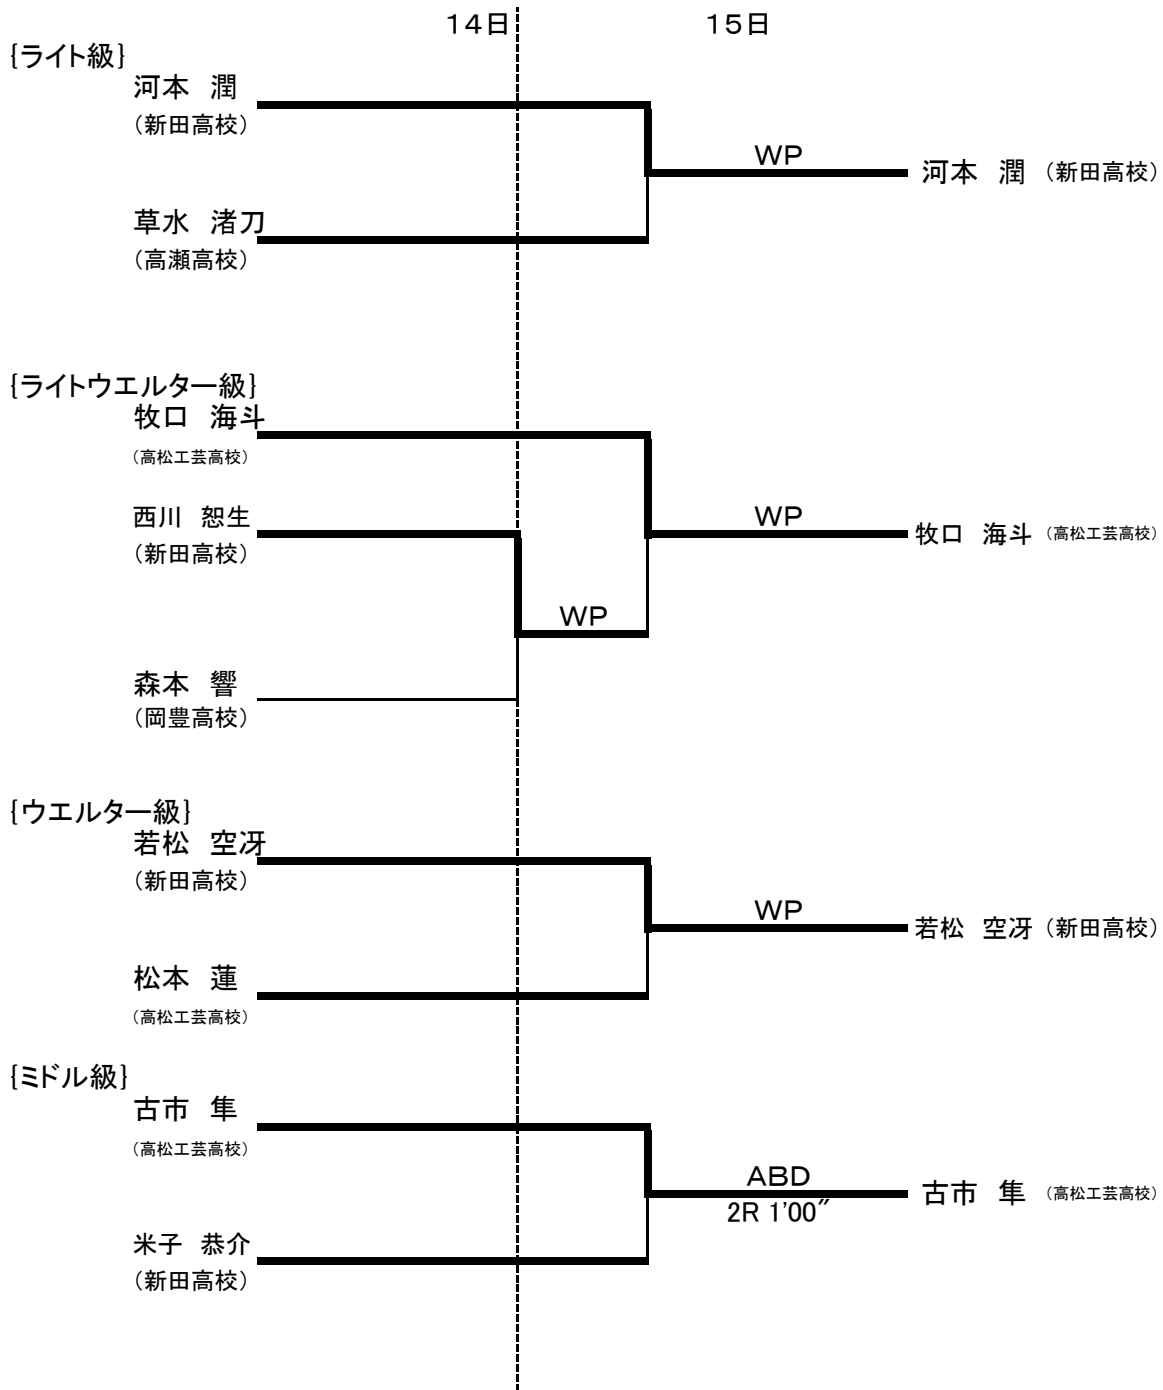 14日　15日
{ライト級}
河本　潤
（新田高校）
WP
河本　潤　（新田高校）
草水　渚刀
（高瀬高校）
{ライトウエルター級}
牧口　海斗
（高松工芸高校）
西川　恕生
（新田高校）
WP
牧口　海斗　（高松工芸高校）
WP
森本　響
（岡豊高校）
{ウエルター級}
若松　空冴
（新田高校）
WP
若松　空冴　（新田高校）
松本　蓮
（高松工芸高校）
{ミドル級}
古市　隼
（高松工芸高校）
ABD
2R 1'00"
古市　隼　（高松工芸高校）
米子　恭介
（新田高校）